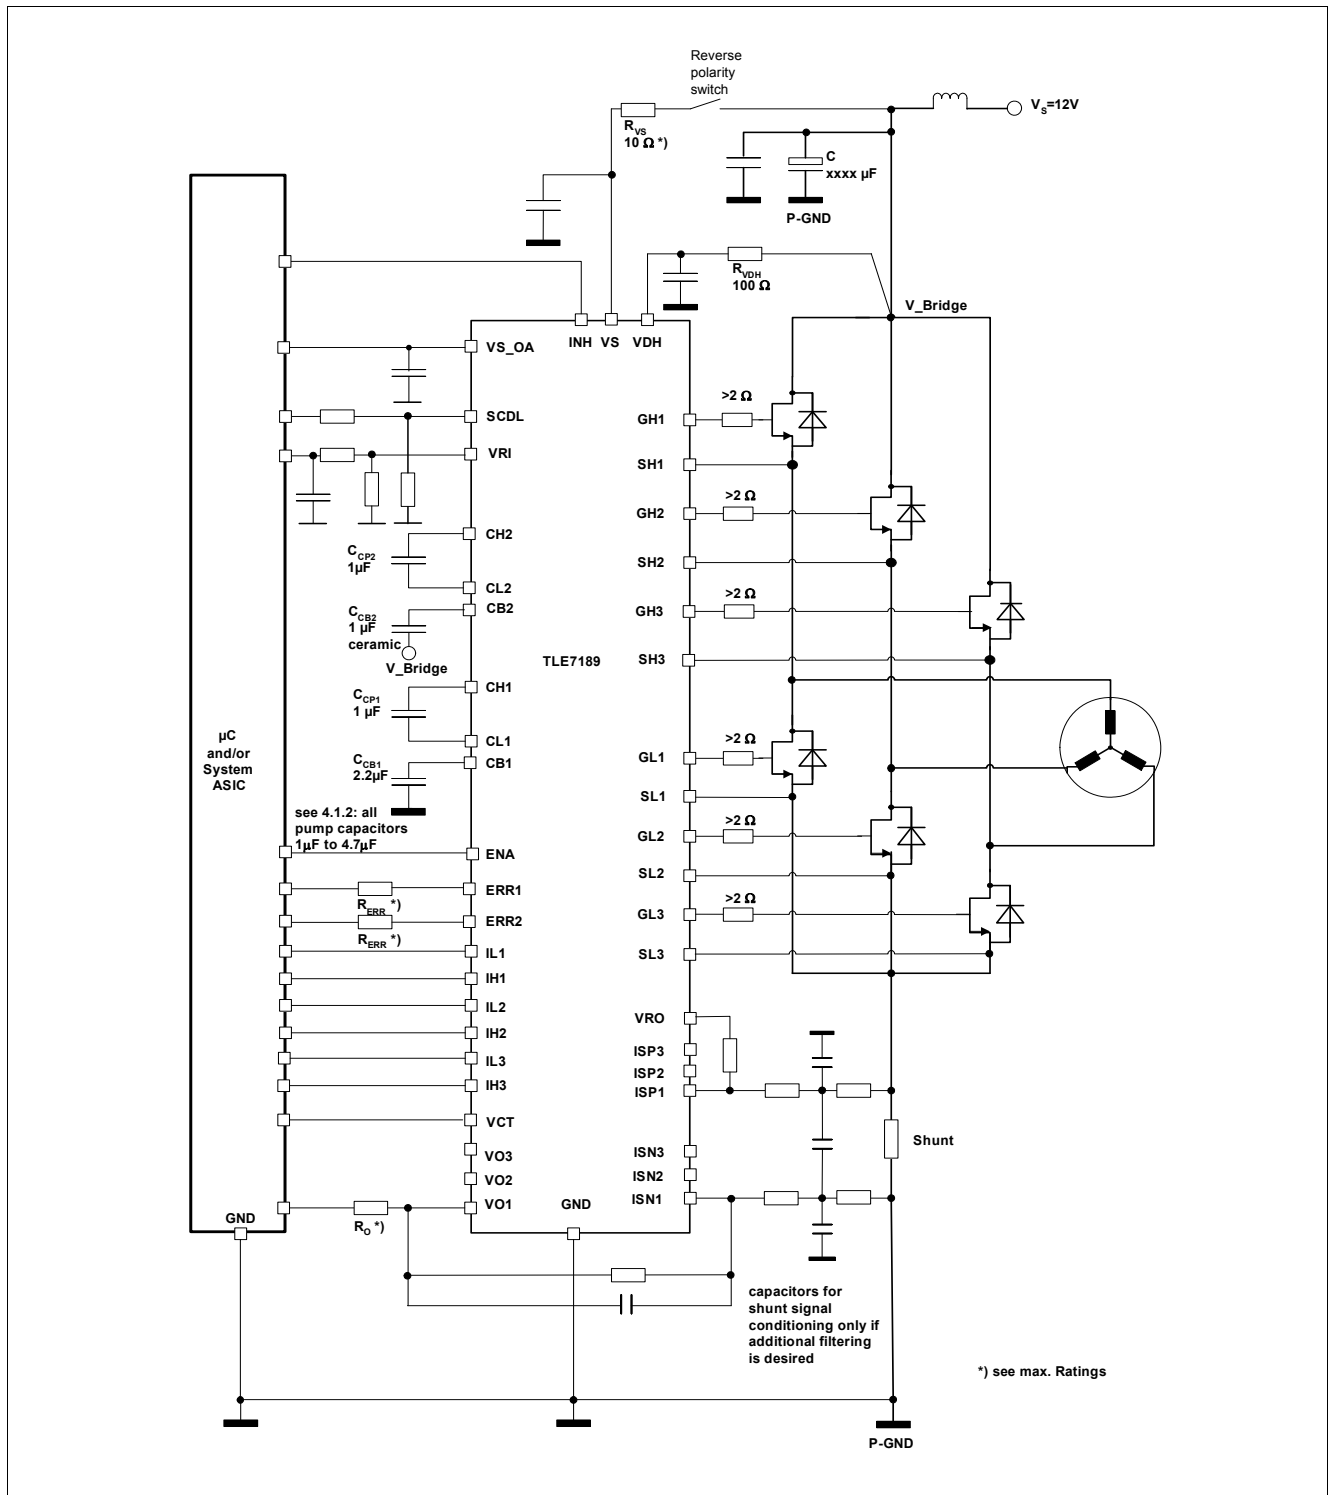 Reverse
polarity
switch
V_S=12V
R_VS
10 Ω *)
C
xxxx µF
P-GND
R_VDH
100 Ω
V_Bridge
INH VS VDH
VS_OA
SCDL
VRI
CH2
C_CP2
1µF
CL2
CB2
C_CB2
1 µF
ceramic
V_Bridge
CH1
C_CP1
1 µF
CL1
CB1
C_CB1
2.2µF
see 4.1.2: all
pump capacitors
1µF to 4.7µF
µC
and/or
System
ASIC
TLE7189
>2 Ω
GH1
SH1
>2 Ω
GH2
SH2
>2 Ω
GH3
SH3
>2 Ω
GL1
SL1
>2 Ω
GL2
SL2
>2 Ω
GL3
SL3
ENA
ERR1
R_ERR *)
ERR2
R_ERR *)
IL1
IH1
IL2
IH2
IL3
IH3
VCT
VO3
VO2
VO1
R_O *)
VRO
ISP3
ISP2
ISP1
ISN3
ISN2
ISN1
Shunt
GND
GND
capacitors for
shunt signal
conditioning only if
additional filtering
is desired
*) see max. Ratings
P-GND